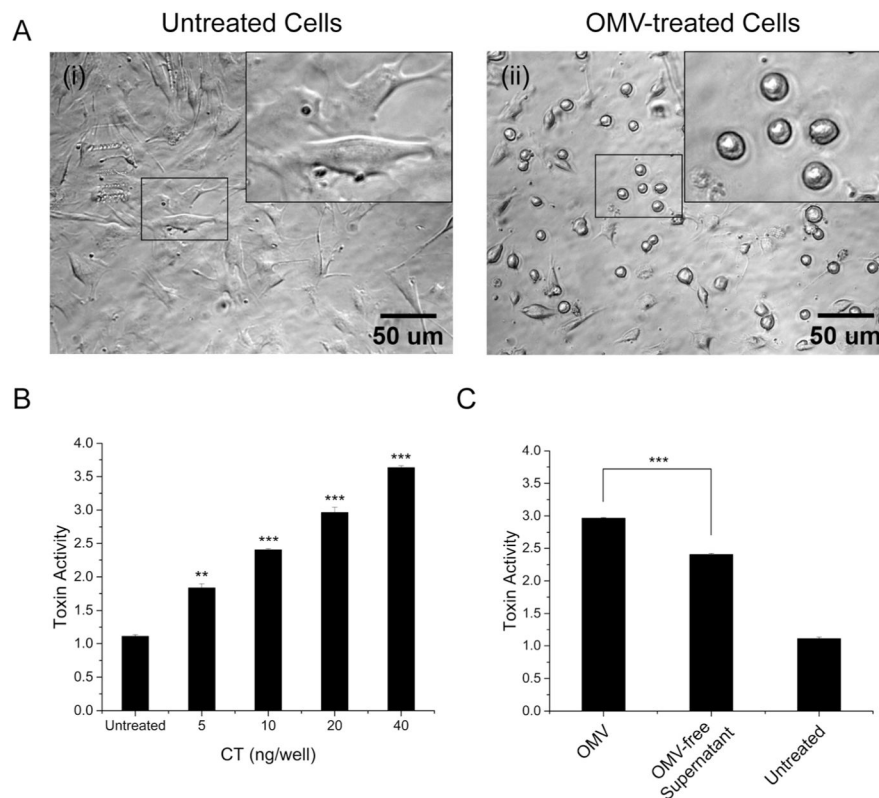 A
Untreated Cells
OMV-treated Cells
(i)
50 um
(ii)
50 um
B
4.0
3.5
3.0
2.5
2.0
1.5
1.0
0.5
0.0
Toxin Activity
**
***
***
***
Untreated
5
10
20
40
CT (ng/well)
C
4.0
3.5
3.0
2.5
2.0
1.5
1.0
0.5
0.0
Toxin Activity
***
OMV
OMV-free
Supernatant
Untreated